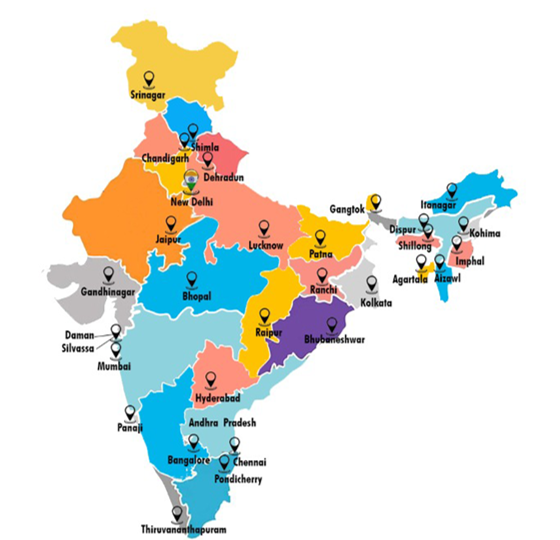 Srinagar
Shimla
Chandigarh
Dehradun
New Delhi
Gangtok
Itanagar
Jaipur
Lucknow
Patna
Dispur
Kohima
Shillong
Imphal
Gandhinagar
Bhopal
Ranchi
Kolkata
Agartala
Aizawl
Daman
Silvassa
Raipur
Bhubaneshwar
Mumbai
Hyderabad
Panaji
Andhra Pradesh
Bangalore
Chennai
Pondicherry
Thiruvananthapuram